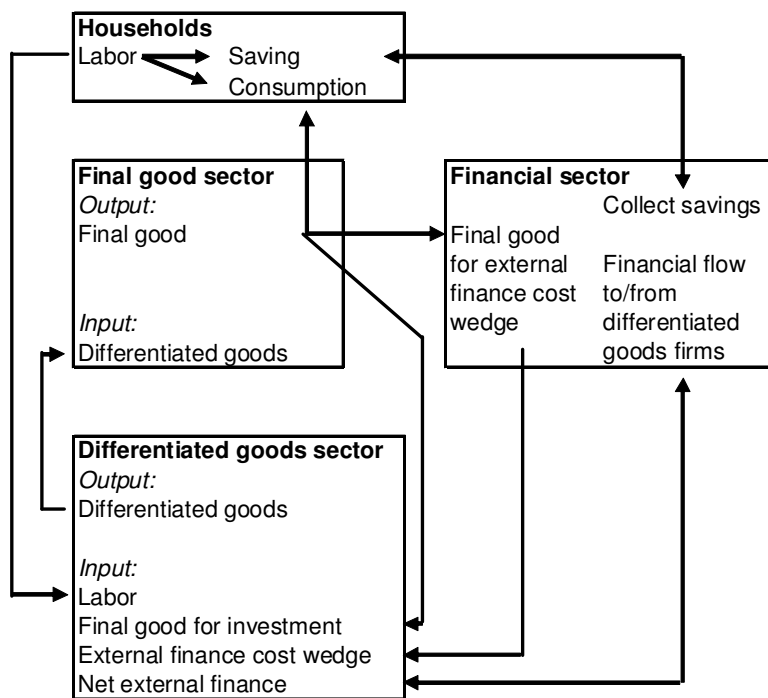 Households
Labor Saving
Consumption
Final good sector
Output:
Final good
Input:
Differentiated goods
Financial sector
Collect savings
Final good
for external
finance cost
wedge
Financial flow
to/from
differentiated
goods firms
Differentiated goods sector
Output:
Differentiated goods
Input:
Labor
Final good for investment
External finance cost wedge
Net external finance